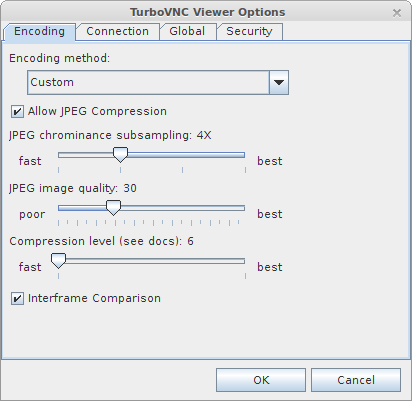 TurboVNC Viewer Options
Encoding Connection Global Security
Encoding method:
Custom
Allow JPEG Compression
JPEG chrominance subsampling: 4X
fast best
JPEG image quality: 30
poor best
Compression level (see docs): 6
fast best
Interframe Comparison
OK Cancel